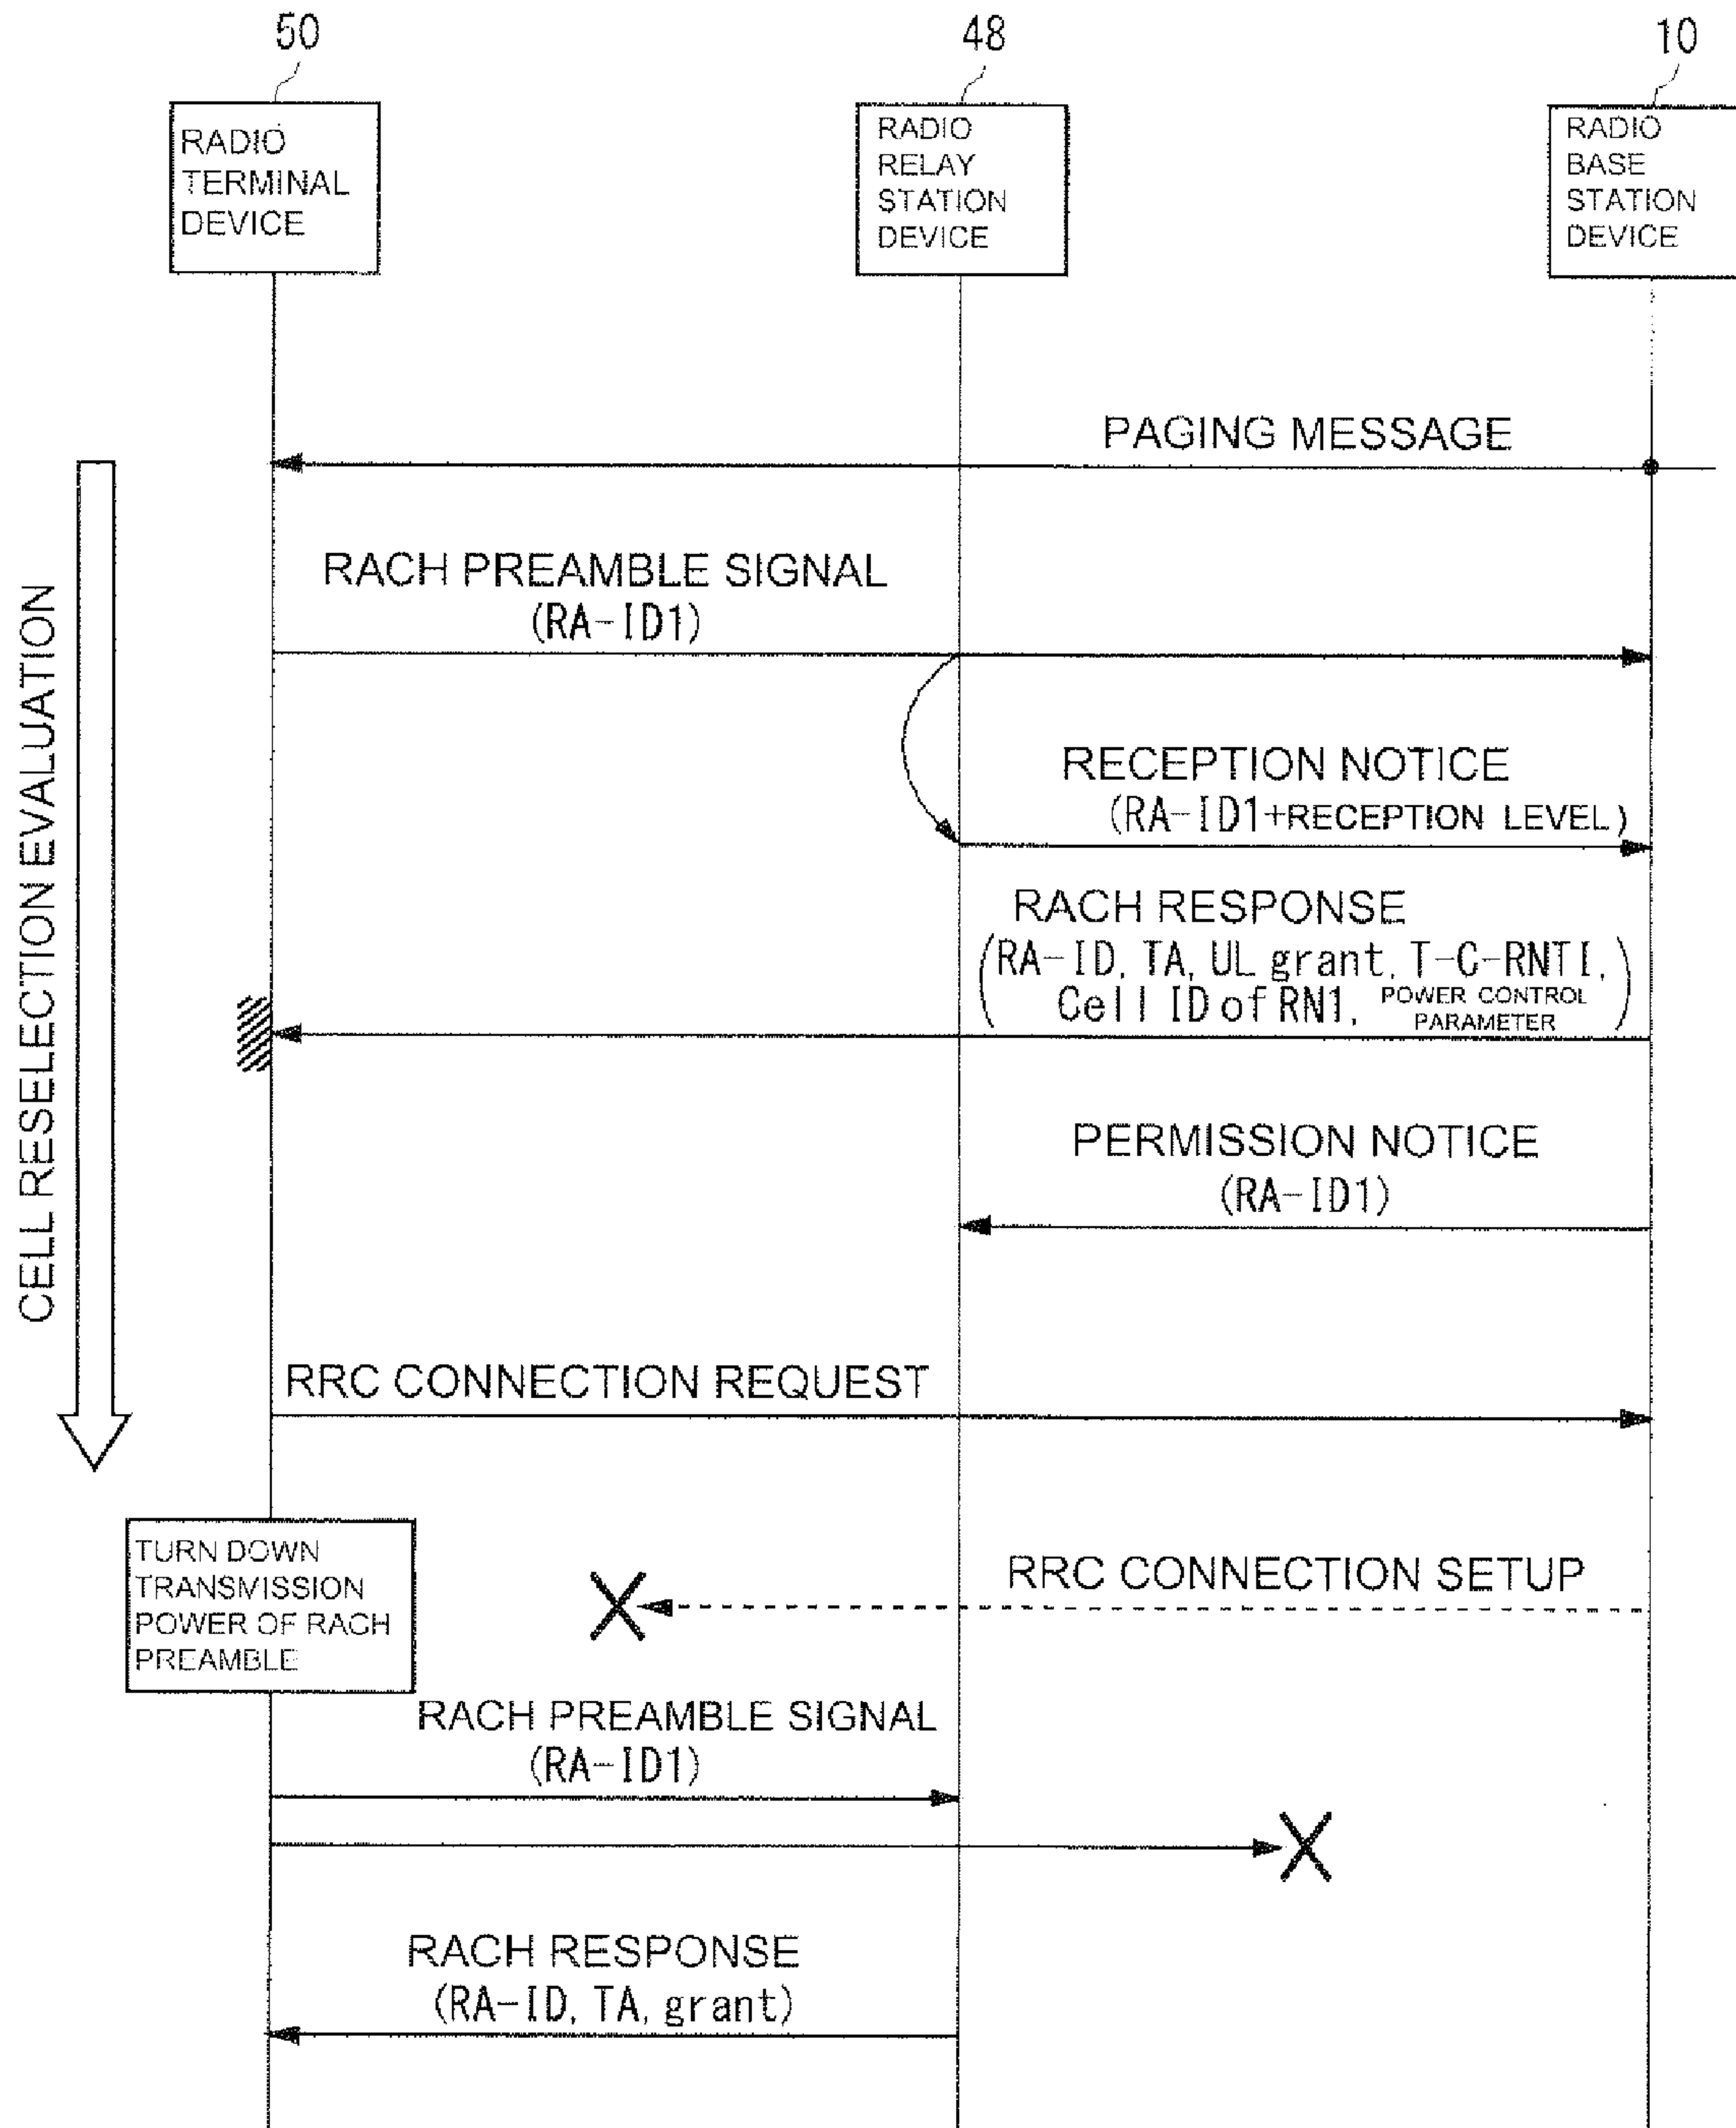 50
48
10
RADIO
TERMINAL
DEVICE
RADIO
RELAY
STATION
DEVICE
RADIO
BASE
STATION
DEVICE
PAGING MESSAGE
CELL RESELECTION EVALUATION
RACH PREAMBLE SIGNAL
(RA-ID1)
RECEPTION NOTICE
(RA-ID1+RECEPTION LEVEL)
RACH RESPONSE
(RA-ID, TA, UL grant, T-C-RNTI,
Cell ID of RN1, POWER CONTROL
PARAMETER)
PERMISSION NOTICE
(RA-ID1)
RRC CONNECTION REQUEST
TURN DOWN
TRANSMISSION
POWER OF RACH
PREAMBLE
RRC CONNECTION SETUP
RACH PREAMBLE SIGNAL
(RA-ID1)
RACH RESPONSE
(RA-ID, TA, grant)